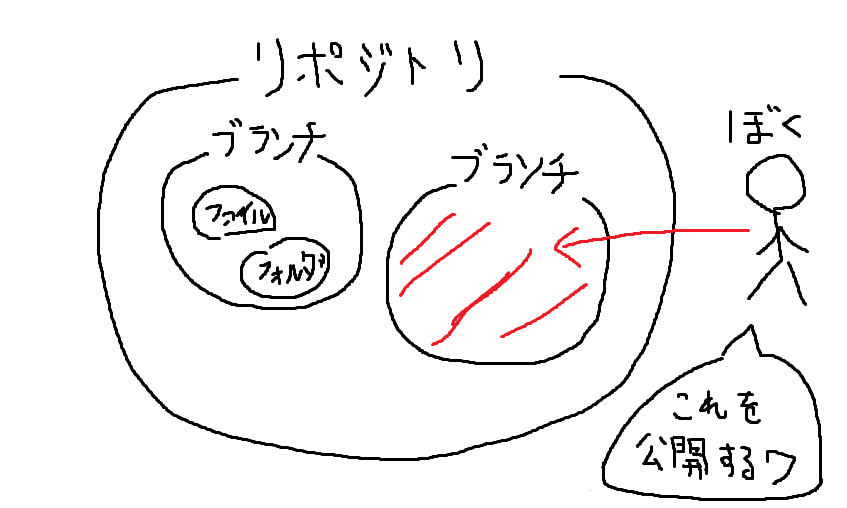 リポジトリ
ブランチ
ファイル
フォルダ
ブランチ
ぼく
これを
公開するワ